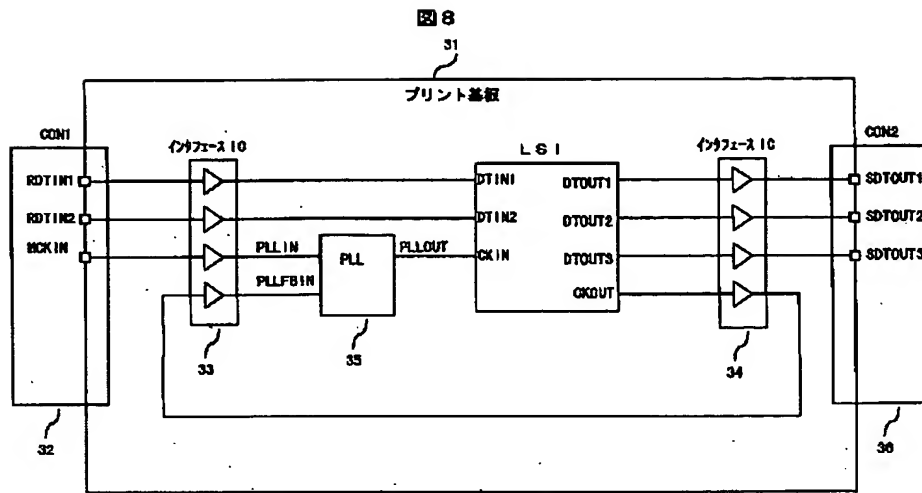 図8
31
プリント基板
CON1
インタフェースIC
LSI
インタフェースIC
CON2
RDTIN1
DTIN1
DTOUT1
SDTOUT1
RDTIN2
DTIN2
DTOUT2
SDTOUT2
MCKIN
PLLIN
PLL
PLLOUT
CKIN
DTOUT3
SDTOUT3
PLLFBIN
CKOUT
33
35
34
32
36